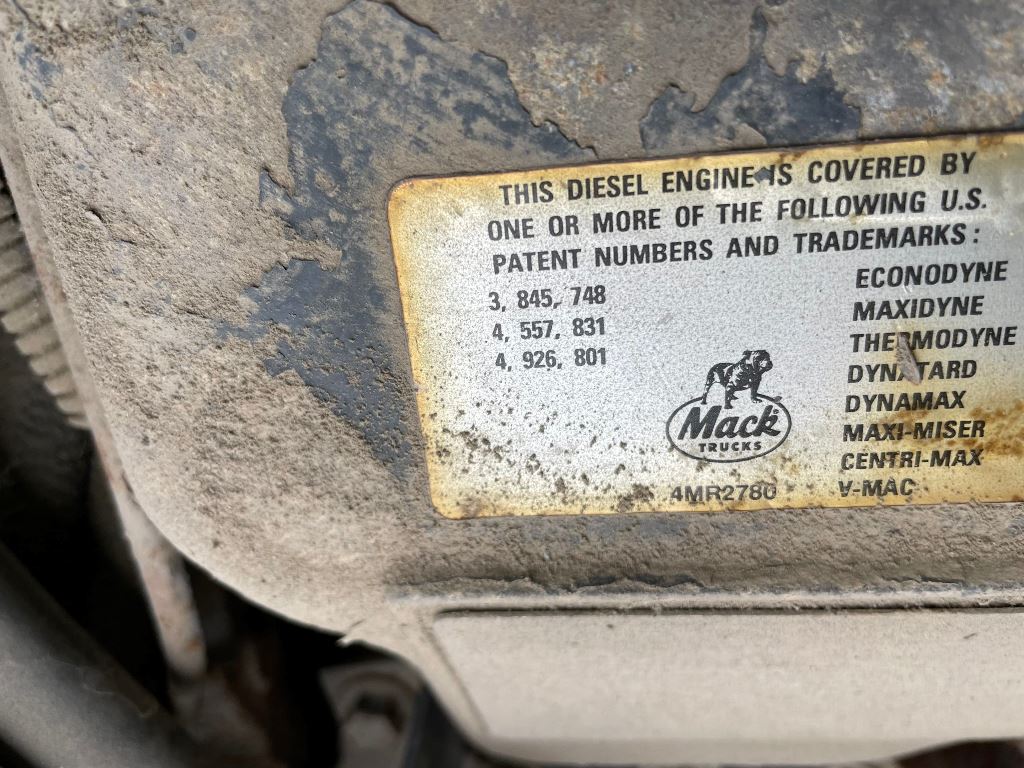 THIS DIESEL ENGINE IS COVERED BY
ONE OR MORE OF THE FOLLOWING U.S.
PATENT NUMBERS AND TRADEMARKS:
3, 845, 748
4, 557, 831
4, 926, 801
ECONODYNE
MAXIDYNE
THERMODYNE
DYNATARD
DYNAMAX
MAXI-MISER
CENTRI-MAX
V-MAC
Mack
TRUCKS
4MR2780